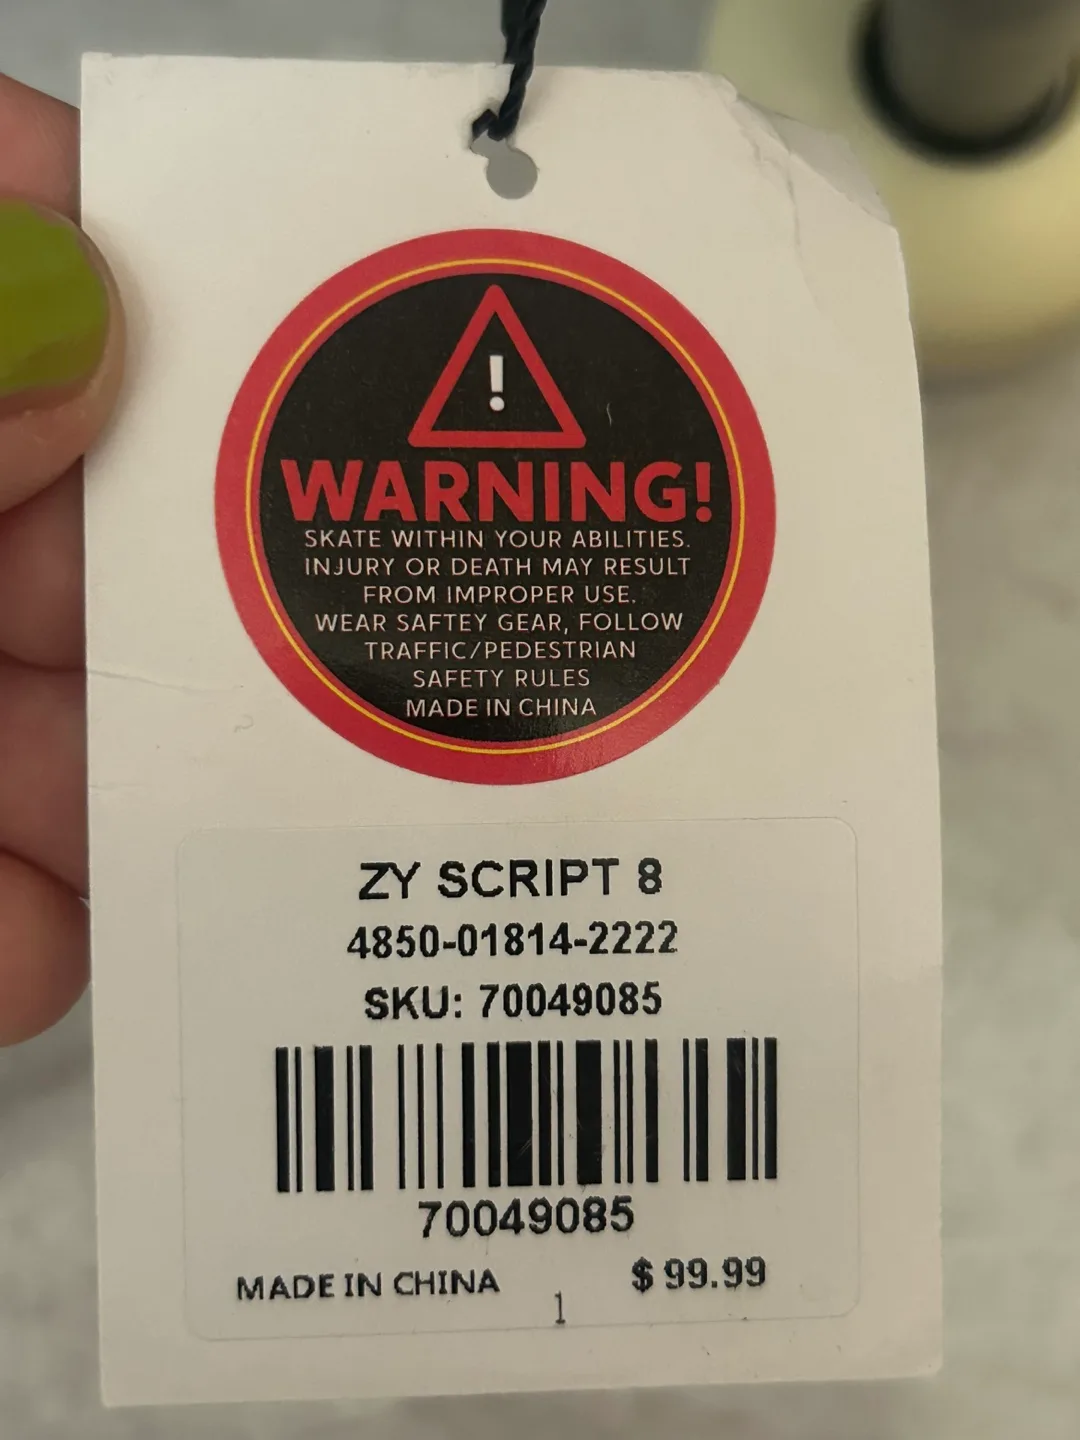 !
WARNING!
SKATE WITHIN YOUR ABILITIES.
INJURY OR DEATH MAY RESULT
FROM IMPROPER USE.
WEAR SAFTEY GEAR, FOLLOW
TRAFFIC/PEDESTRIAN
SAFETY RULES
MADE IN CHINA
ZY SCRIPT 8
4850-01814-2222
SKU: 70049085
70049085
MADE IN CHINA $ 99.99
1